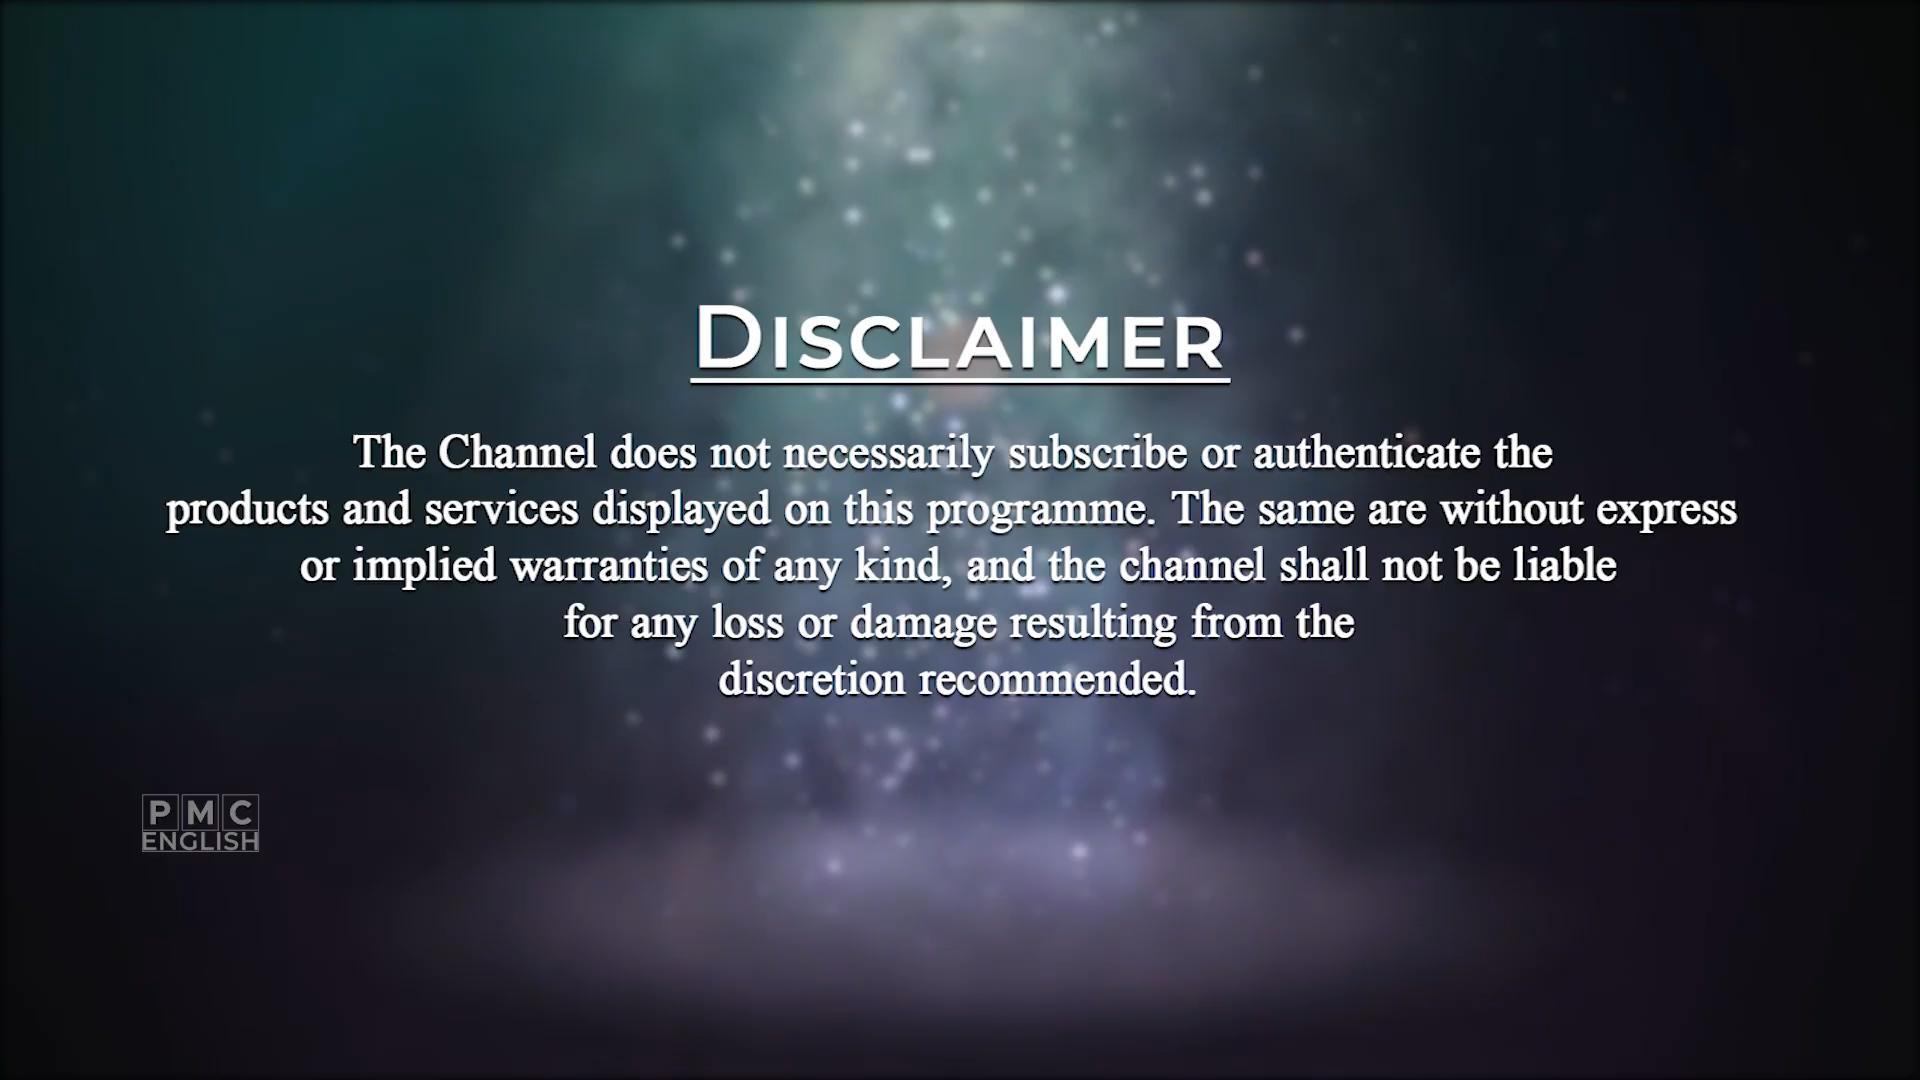 DISCLAIMER
The Channel does not necessarily subscribe or authenticate the
products and services displayed on this programme. The same are without express
or implied warranties of any kind, and the channel shall not be liable
for any loss or damage resulting from the
discretion recommended.
PMC
ENGLISH